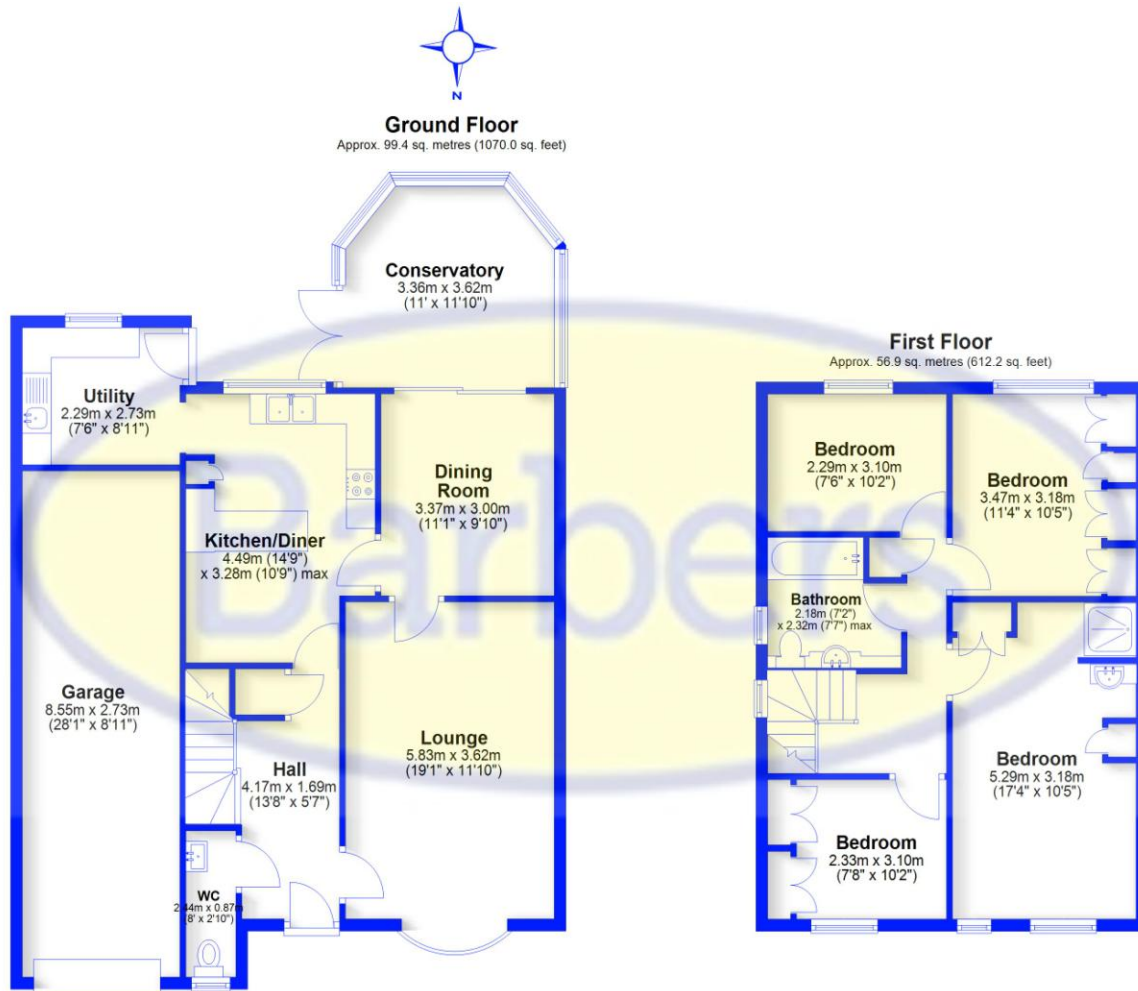 N
Ground Floor
Approx. 99.4 sq. metres (1070.0 sq. feet)
Conservatory
3.36m x 3.62m
(11' x 11'10")
Utility
2.29m x 2.73m
(7'6" x 8'11")
Dining
Room
3.37m x 3.00m
(11'1" x 9'10")
Kitchen/Diner
4.49m (14'9")
x 3.28m (10'9") max
Garage
8.55m x 2.73m
(28'1" x 8'11")
Lounge
5.83m x 3.62m
(19'1" x 11'10")
Hall
4.17m x 1.69m
(13'8" x 5'7")
WC
2.44m x 0.87m
(8' x 2'10")
First Floor
Approx. 56.9 sq. metres (612.2 sq. feet)
Bedroom
2.29m x 3.10m
(7'6" x 10'2")
Bedroom
3.47m x 3.18m
(11'4" x 10'5")
Bathroom
2.18m (7'2")
x 2.32m (7'7") max
Bedroom
5.29m x 3.18m
(17'4" x 10'5")
Bedroom
2.33m x 3.10m
(7'8" x 10'2")
Barbers